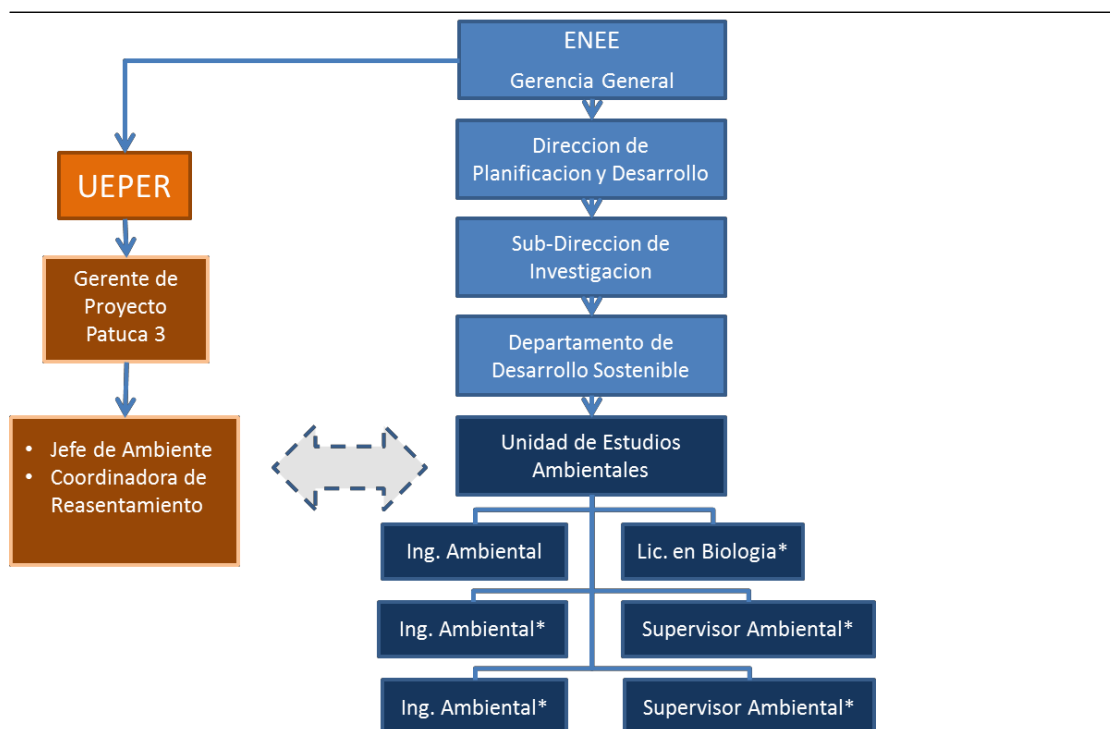 ENEE
Gerencia General
Direccion de
Planificacion y Desarrollo
UEPER
Sub-Direccion de
Investigacion
Gerente de
Proyecto
Patuca 3
Departamento de
Desarrollo Sostenible
• Jefe de Ambiente
• Coordinadora de
Reasentamiento
Unidad de Estudios
Ambientales
Ing. Ambiental
Lic. en Biologia*
Ing. Ambiental*
Supervisor Ambiental*
Ing. Ambiental*
Supervisor Ambiental*